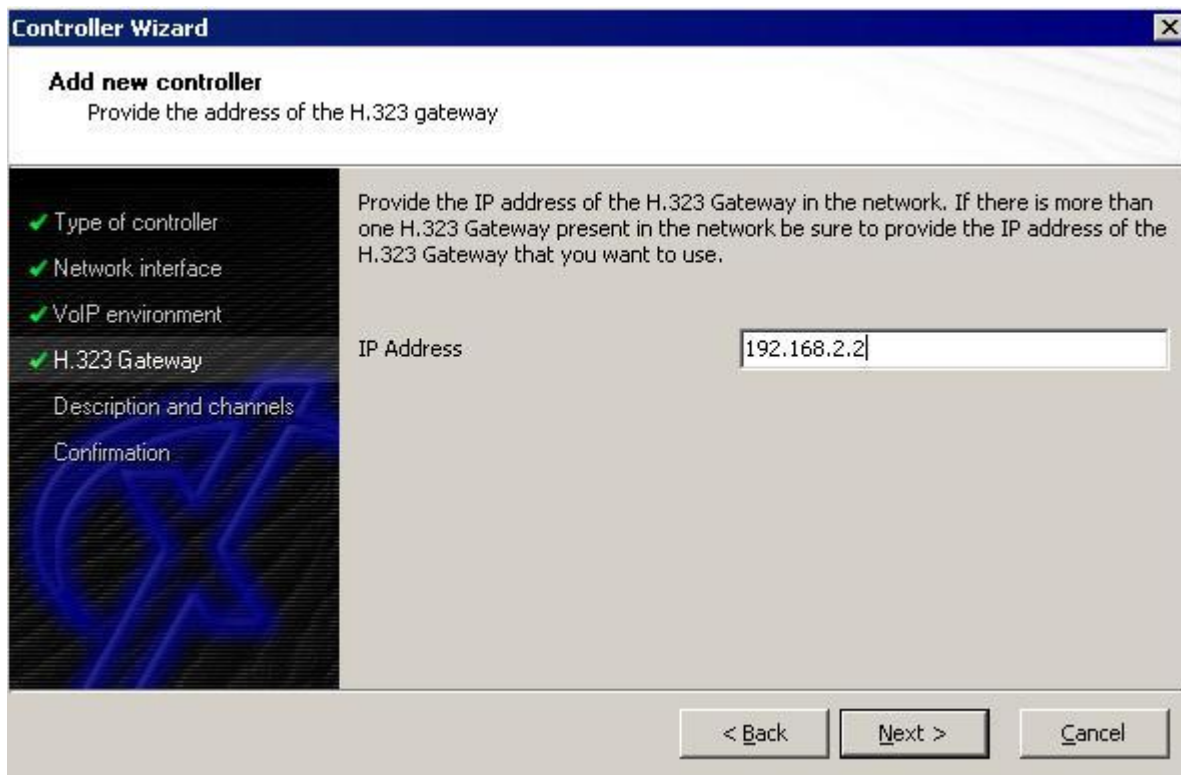 Controller Wizard
Add new controller
Provide the address of the H.323 gateway
Type of controller
Network interface
VoIP environment
H.323 Gateway
Description and channels
Confirmation
Provide the IP address of the H.323 Gateway in the network. If there is more than
one H.323 Gateway present in the network be sure to provide the IP address of the
H.323 Gateway that you want to use.
IP Address 192.168.2.2
< Back Next > Cancel